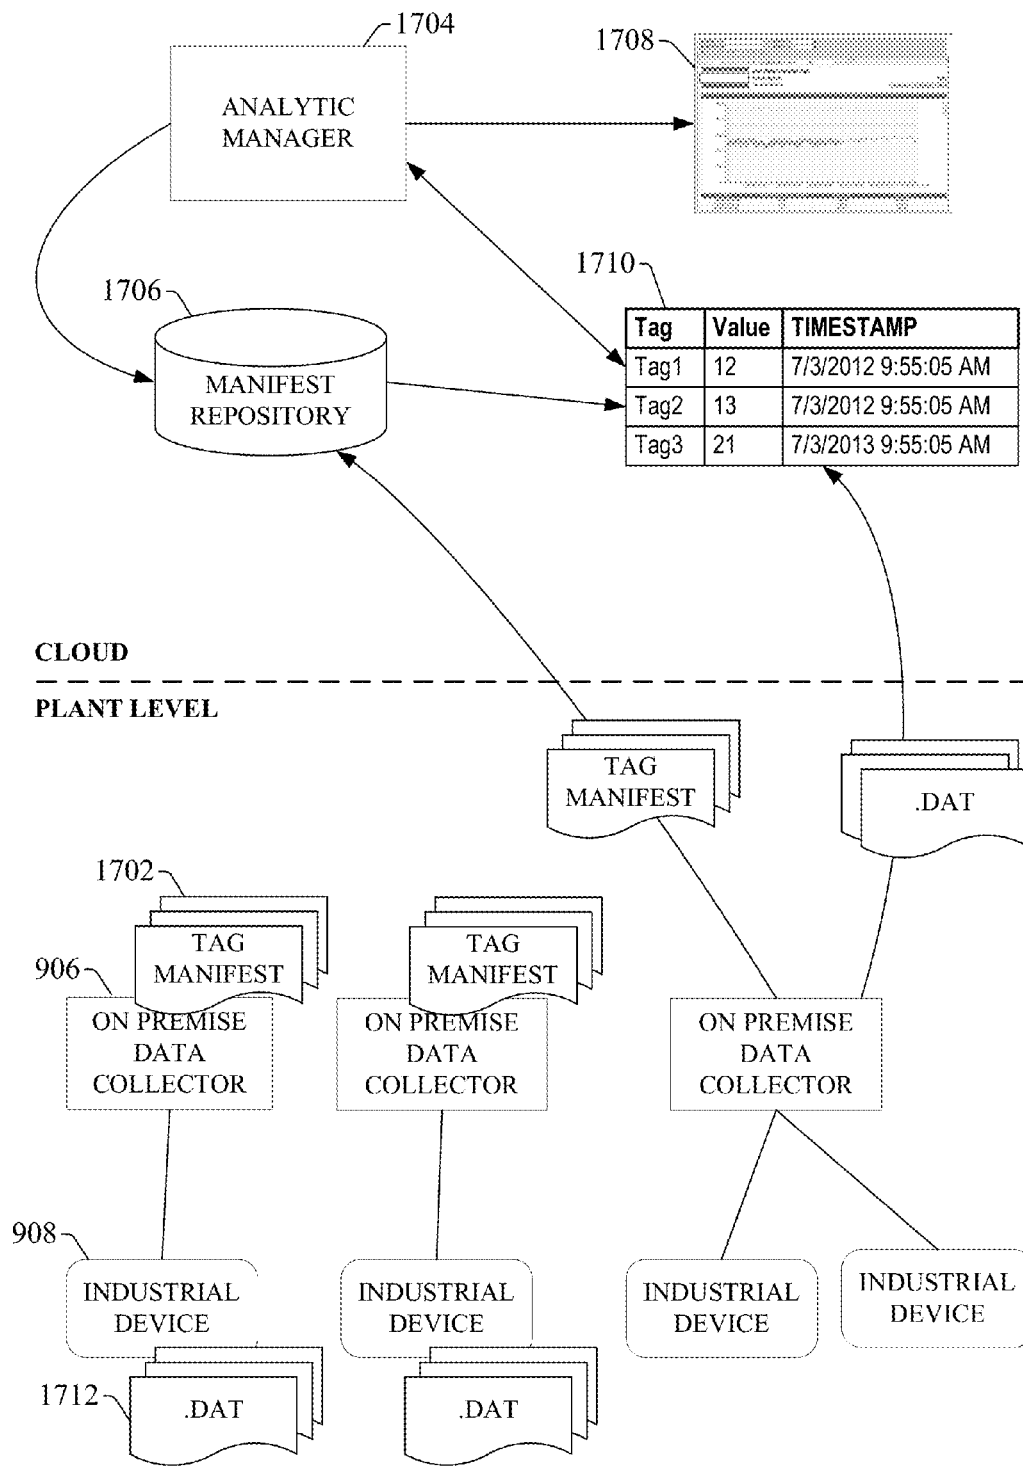 1704
1708
ANALYTIC
MANAGER
1710
1706
Tag Value TIMESTAMP
Tag1 12 7/3/2012 9:55:05 AM
Tag2 13 7/3/2012 9:55:05 AM
Tag3 21 7/3/2013 9:55:05 AM
MANIFEST
REPOSITORY
CLOUD
PLANT LEVEL
TAG
MANIFEST
.DAT
1702
TAG
MANIFEST
TAG
MANIFEST
906
ON PREMISE
DATA
COLLECTOR
ON PREMISE
DATA
COLLECTOR
ON PREMISE
DATA
COLLECTOR
908
INDUSTRIAL
DEVICE
INDUSTRIAL
DEVICE
INDUSTRIAL
DEVICE
INDUSTRIAL
DEVICE
1712
.DAT
.DAT